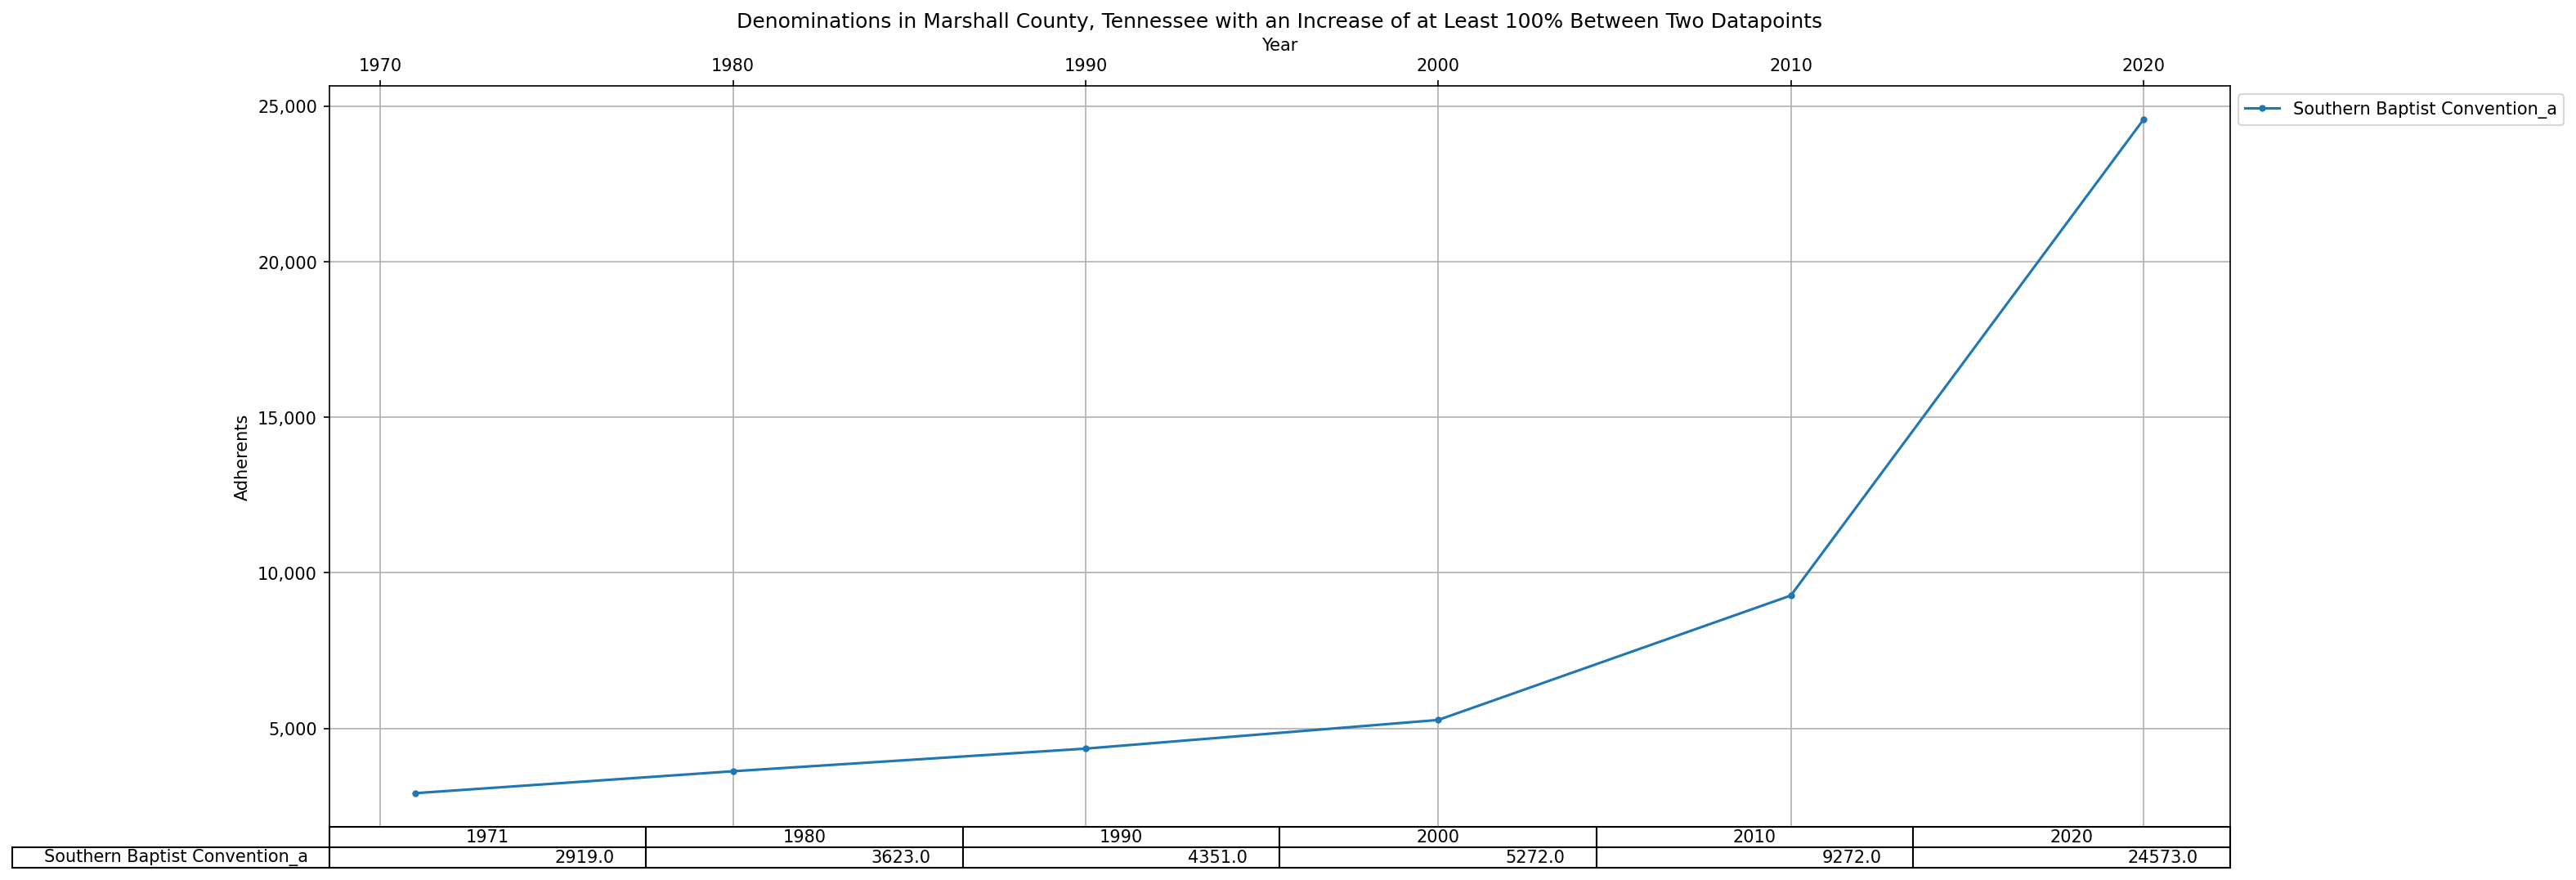 Denominations in Marshall County, Tennessee with an Increase of at Least 100% Between Two Datapoints
Year
1970 1980 1990 2000 2010 2020
25,000
20,000
15,000
10,000
5,000
Adherents
Southern Baptist Convention_a
1971 1980 1990 2000 2010 2020
Southern Baptist Convention_a 2919.0 3623.0 4351.0 5272.0 9272.0 24573.0